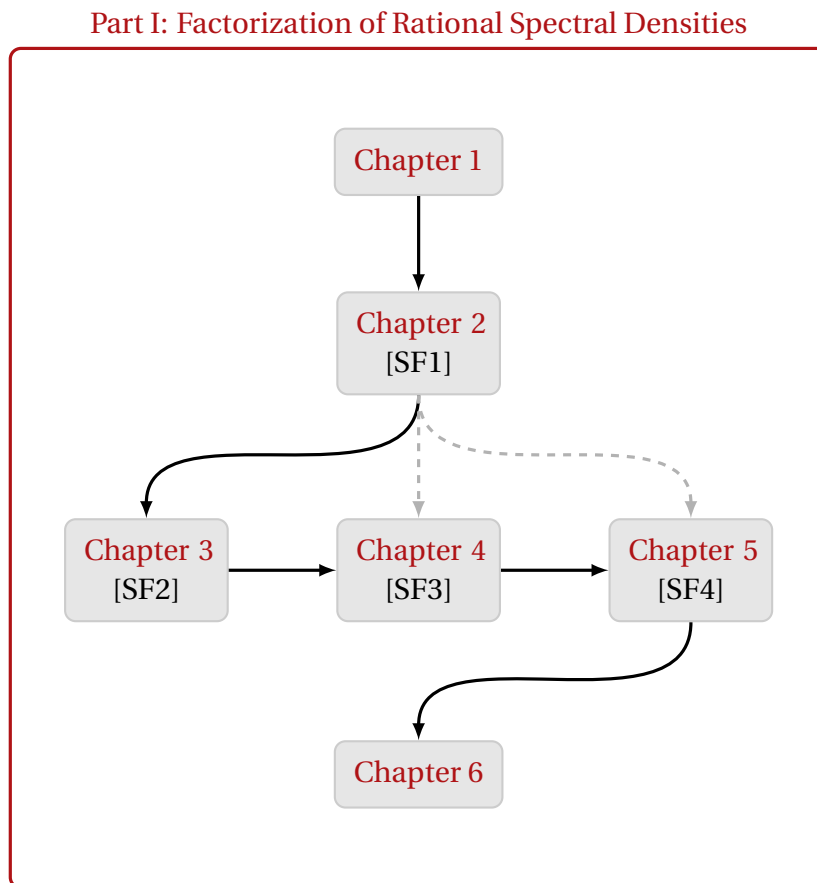 Part I: Factorization of Rational Spectral Densities
Chapter 1
Chapter 2
[SF1]
Chapter 3
[SF2]
Chapter 4
[SF3]
Chapter 5
[SF4]
Chapter 6